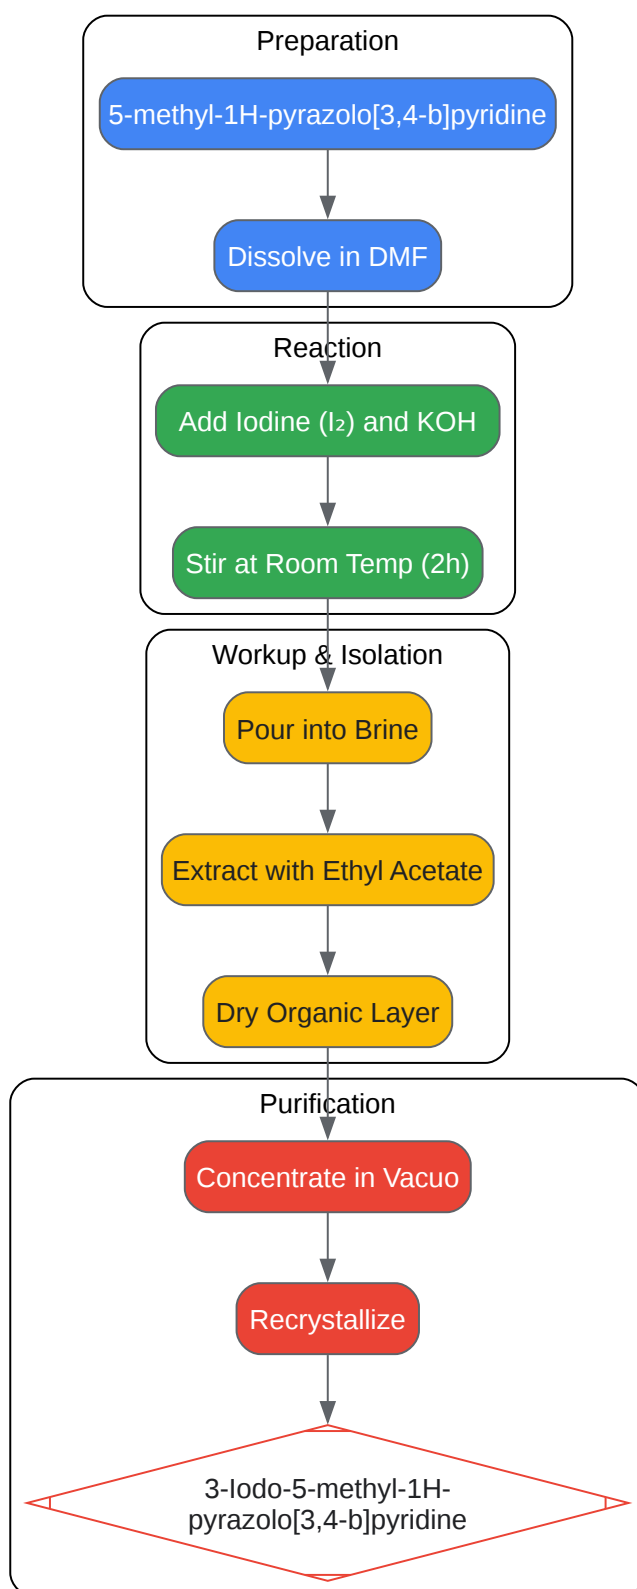 Preparation
5-methyl-1H-pyrazolo[3,4-b]pyridine
Dissolve in DMF
Reaction
Add Iodine (I₂) and KOH
Stir at Room Temp (2h)
Workup & Isolation
Pour into Brine
Extract with Ethyl Acetate
Dry Organic Layer
Purification
Concentrate in Vacuo
Recrystallize
3-Iodo-5-methyl-1H-
pyrazolo[3,4-b]pyridine